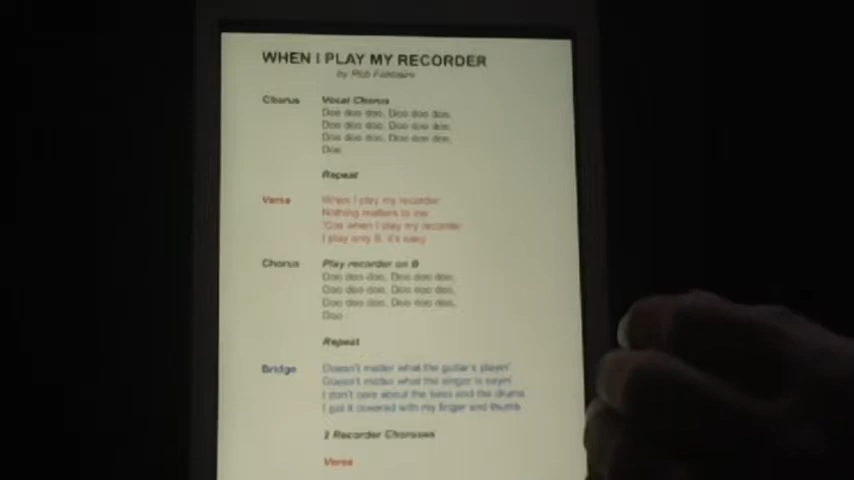 WHEN I PLAY MY RECORDER
by Rob
Chorus
Vocal Chorus
Doo doo doo, Doo doo doo,
Doo doo doo, Doo doo doo,
Doo doo doo, Doo doo doo,
Doo
Repeat
Verse
When I play my recorder
Nothing matters to me
'Cos when I play my recorder
I play only B, it's easy
Chorus
Play recorder on B
Doo doo doo, Doo doo doo,
Doo doo doo, Doo doo doo,
Doo doo doo, Doo doo doo,
Doo
Repeat
Bridge
Doesn't matter what the guitar's playin'
Doesn't matter what the singer is sayin'
I don't care about the bass and the drums
I got it covered with my finger and thumb
2 Recorder Choruses
Verse